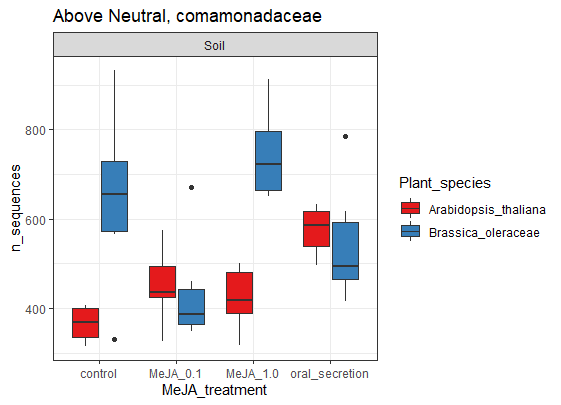 Above Neutral, comamonadaceae
Soil
800
600
400
n_sequences
control MeJA_0.1 MeJA_1.0 oral_secretion
MeJA_treatment
Plant_species
Arabidopsis_thaliana
Brassica_oleraceae